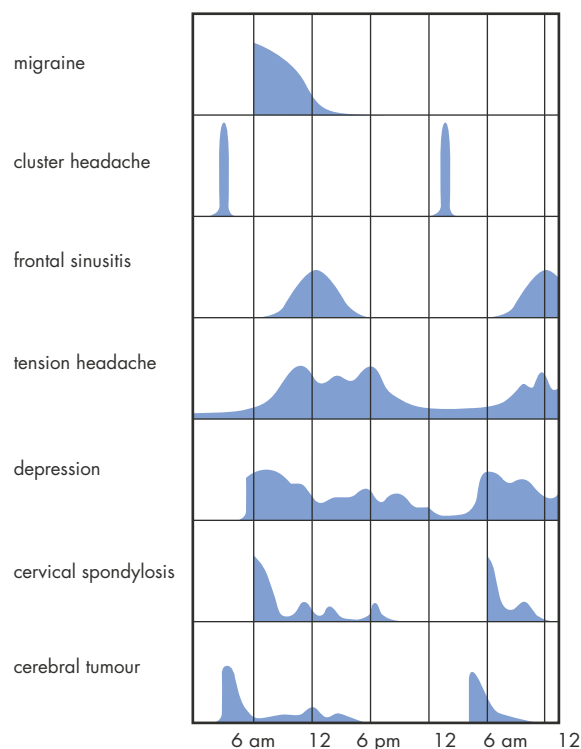 migraine
cluster headache
frontal sinusitis
tension headache
depression
cervical spondylosis
cerebral tumour
6 am 12 6 pm 12 6 am 12